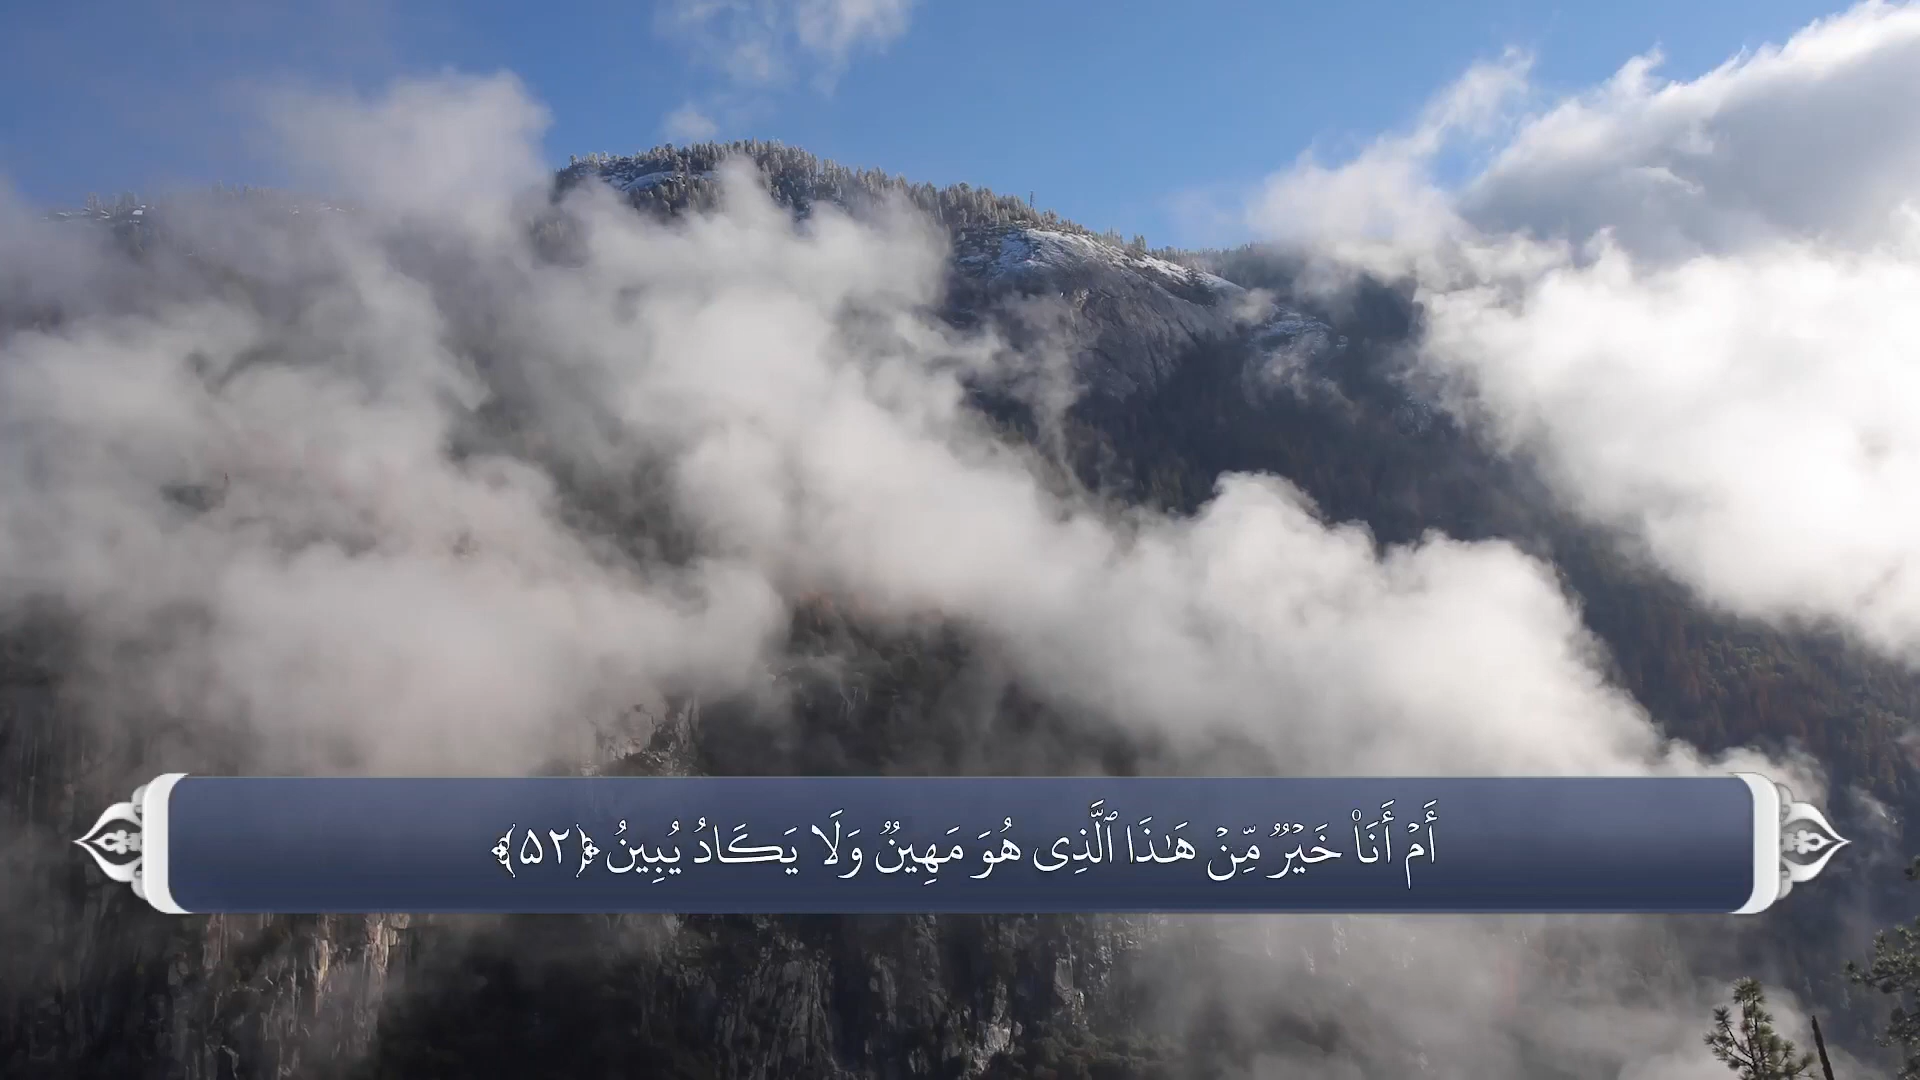 أَمْ أَنَا۠ خَيْرٌ مِّنْ هَـٰذَا ٱلَّذِى هُوَ مَهِينٌ وَلَا يَكَادُ يُبِينُ ﴿٥٢﴾